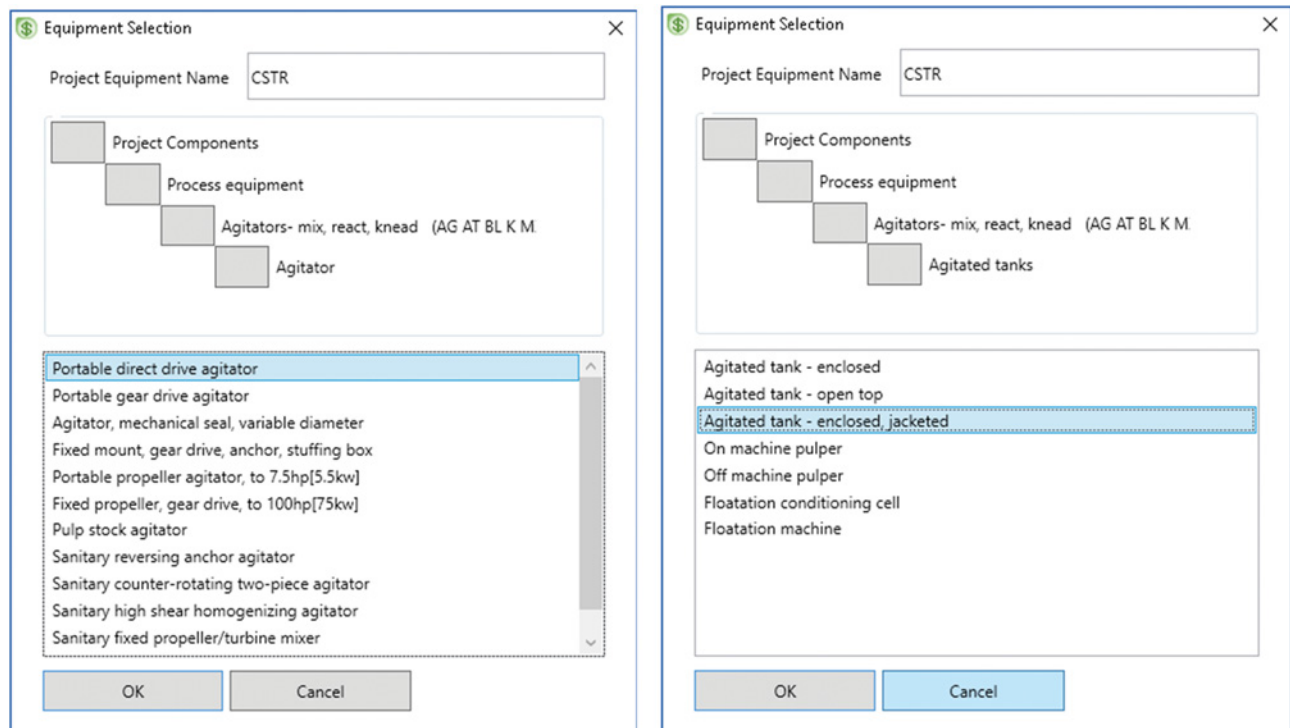 Equipment Selection
Project Equipment Name CSTR
Project Components
Process equipment
Agitators- mix, react, knead (AG AT BL K M
Agitator
Portable direct drive agitator
Portable gear drive agitator
Agitator, mechanical seal, variable diameter
Fixed mount, gear drive, anchor, stuffing box
Portable propeller agitator, to 7.5hp[5.5kw]
Fixed propeller, gear drive, to 100hp[75kw]
Pulp stock agitator
Sanitary reversing anchor agitator
Sanitary counter-rotating two-piece agitator
Sanitary high shear homogenizing agitator
Sanitary fixed propeller/turbine mixer
OK Cancel
Equipment Selection
Project Equipment Name CSTR
Project Components
Process equipment
Agitators- mix, react, knead (AG AT BL K M
Agitated tanks
Agitated tank - enclosed
Agitated tank - open top
Agitated tank - enclosed, jacketed
On machine pulper
Off machine pulper
Floatation conditioning cell
Floatation machine
OK Cancel